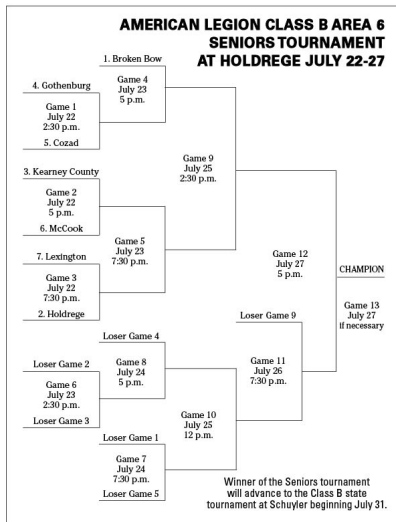 AMERICAN LEGION CLASS B AREA 6
SENIORS TOURNAMENT
AT HOLDREGE JULY 22-27
1. Broken Bow
Game 4
July 23
5 p.m.
4. Gothenburg
Game 1
July 22
2:30 p.m.
5. Cozad
Game 9
July 25
2:30 p.m.
3. Kearney County
Game 2
July 22
5 p.m.
6. McCook
Game 5
July 23
7:30 p.m.
7. Lexington
Game 3
July 22
7:30 p.m.
2. Holdrege
Game 12
July 27
5 p.m.
CHAMPION
Game 13
July 27
if necessary
Loser Game 9
Loser Game 4
Game 8
July 24
5 p.m.
Loser Game 2
Game 6
July 23
2:30 p.m.
Loser Game 3
Game 11
July 26
7:30 p.m.
Game 10
July 25
12 p.m.
Loser Game 1
Game 7
July 24
7:30 p.m.
Loser Game 5
Winner of the Seniors tournament
will advance to the Class B state
tournament at Schuyler beginning July 31.